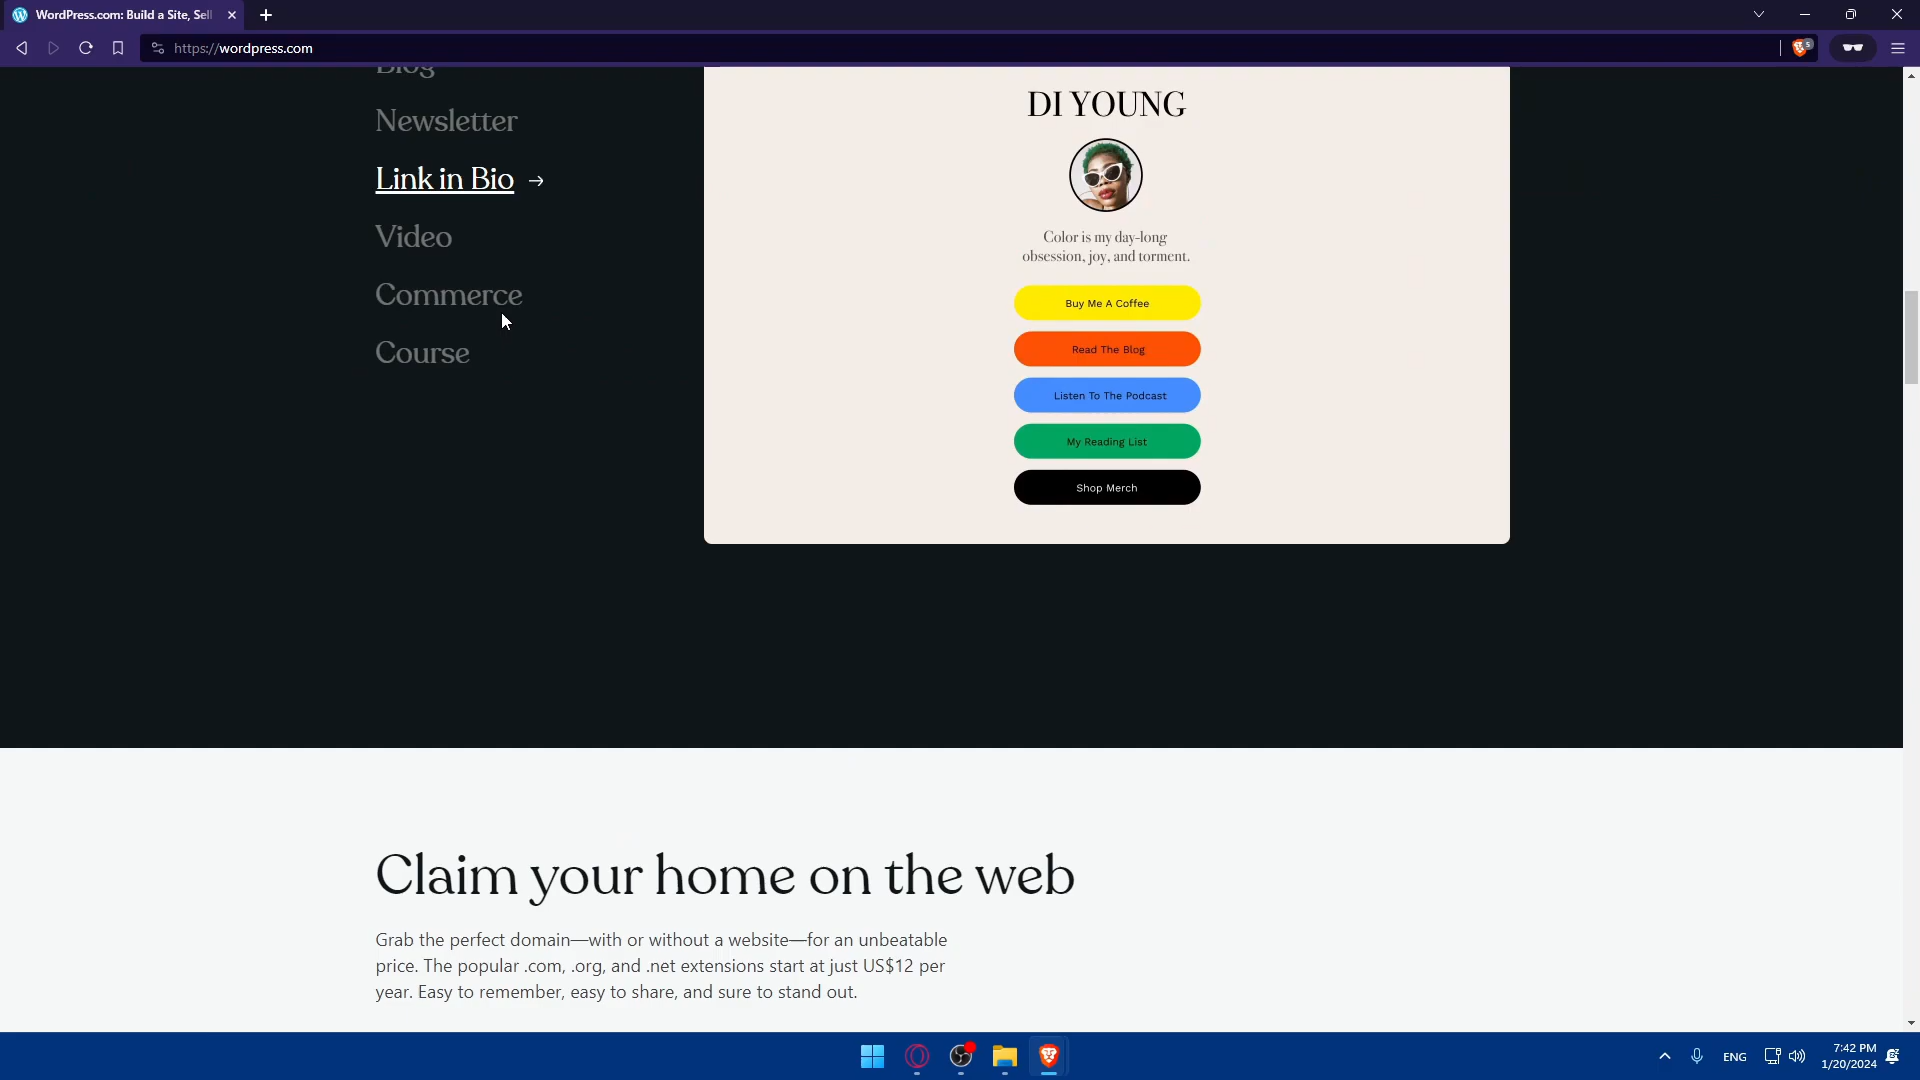 WordPress.com: Build a Site, Sell
https://wordpress.com
Blog
Newsletter
Link in Bio →
Video
Commerce
Course
DI YOUNG
Color is my day-long
obsession, joy, and torment.
Buy Me A Coffee
Read The Blog
Listen To The Podcast
My Reading List
Shop Merch
Claim your home on the web
Grab the perfect domain—with or without a website—for an unbeatable
price. The popular .com, .org, and .net extensions start at just US$12 per
year. Easy to remember, easy to share, and sure to stand out.
ENG
7:42 PM
1/20/2024